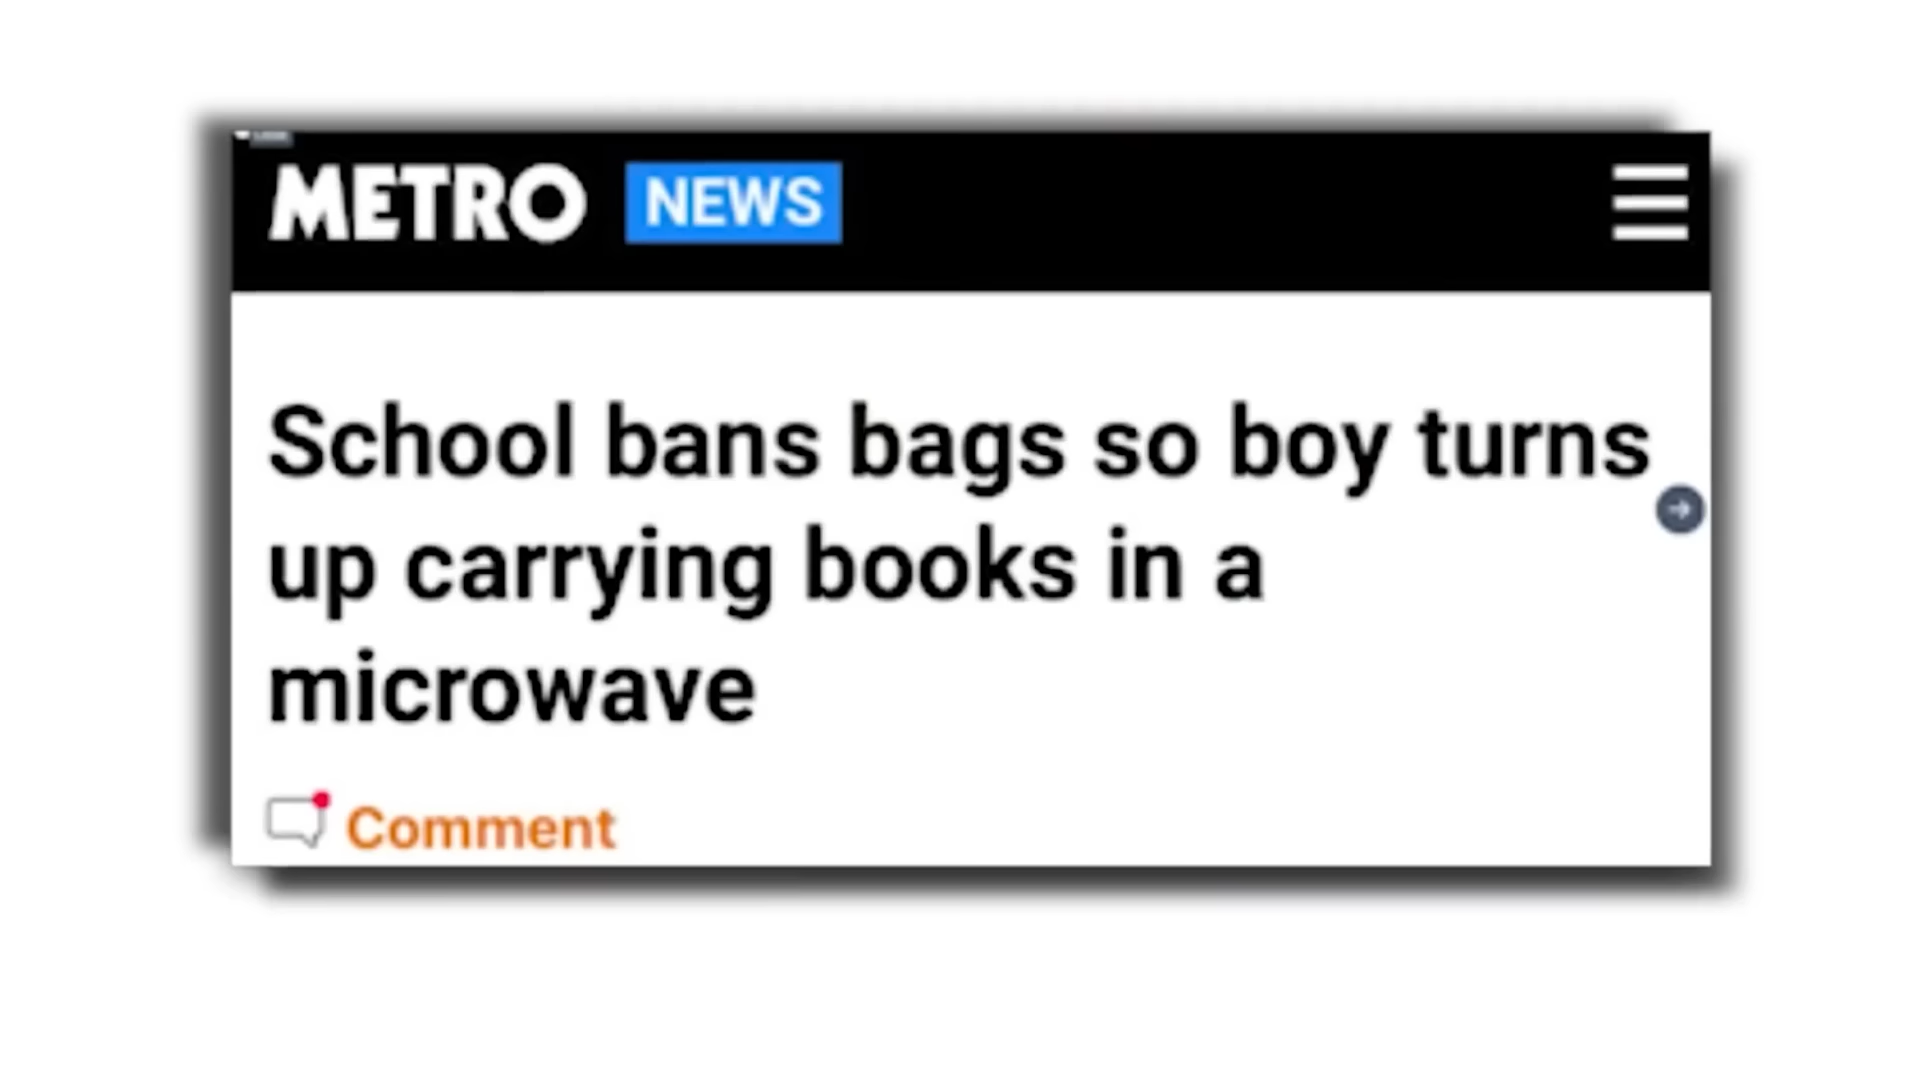 METRO NEWS
School bans bags so boy turns
up carrying books in a
microwave
Comment